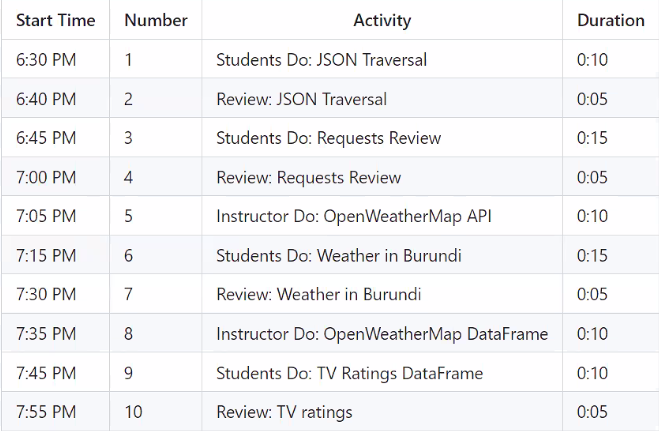 Start Time Number Activity Duration
6:30 PM 1 Students Do: JSON Traversal 0:10
6:40 PM 2 Review: JSON Traversal 0:05
6:45 PM 3 Students Do: Requests Review 0:15
7:00 PM 4 Review: Requests Review 0:05
7:05 PM 5 Instructor Do: OpenWeatherMap API 0:10
7:15 PM 6 Students Do: Weather in Burundi 0:15
7:30 PM 7 Review: Weather in Burundi 0:05
7:35 PM 8 Instructor Do: OpenWeatherMap DataFrame 0:10
7:45 PM 9 Students Do: TV Ratings DataFrame 0:10
7:55 PM 10 Review: TV ratings 0:05